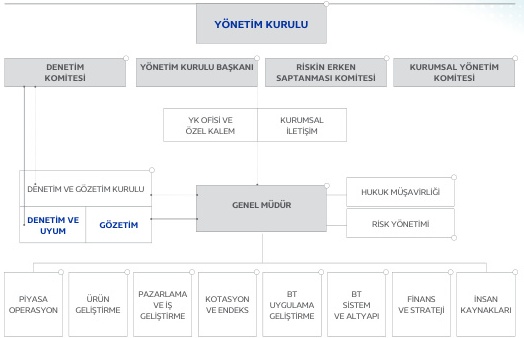 YÖNETİM KURULU
DENETİM
KOMİTESİ
YÖNETİM KURULU BAŞKANI
RİSKİN ERKEN
SAPTANMASI KOMİTESİ
KURUMSAL YÖNETİM
KOMİTESİ
YK OFİSİ VE
ÖZEL KALEM
KURUMSAL
İLETİŞİM
DENETİM VE GÖZETİM KURULU
DENETİM VE
UYUM
GÖZETİM
GENEL MÜDÜR
HUKUK MÜŞAVİRLİĞİ
RİSK YÖNETİMİ
PİYASA
OPERASYON
ÜRÜN
GELİŞTİRME
PAZARLAMA
VE İŞ
GELİŞTİRME
KOTASYON
VE ENDEKS
BT
UYGULAMA
GELİŞTİRME
BT
SİSTEM
VE ALTYAPI
FİNANS
VE STRATEJİ
İNSAN
KAYNAKLARI